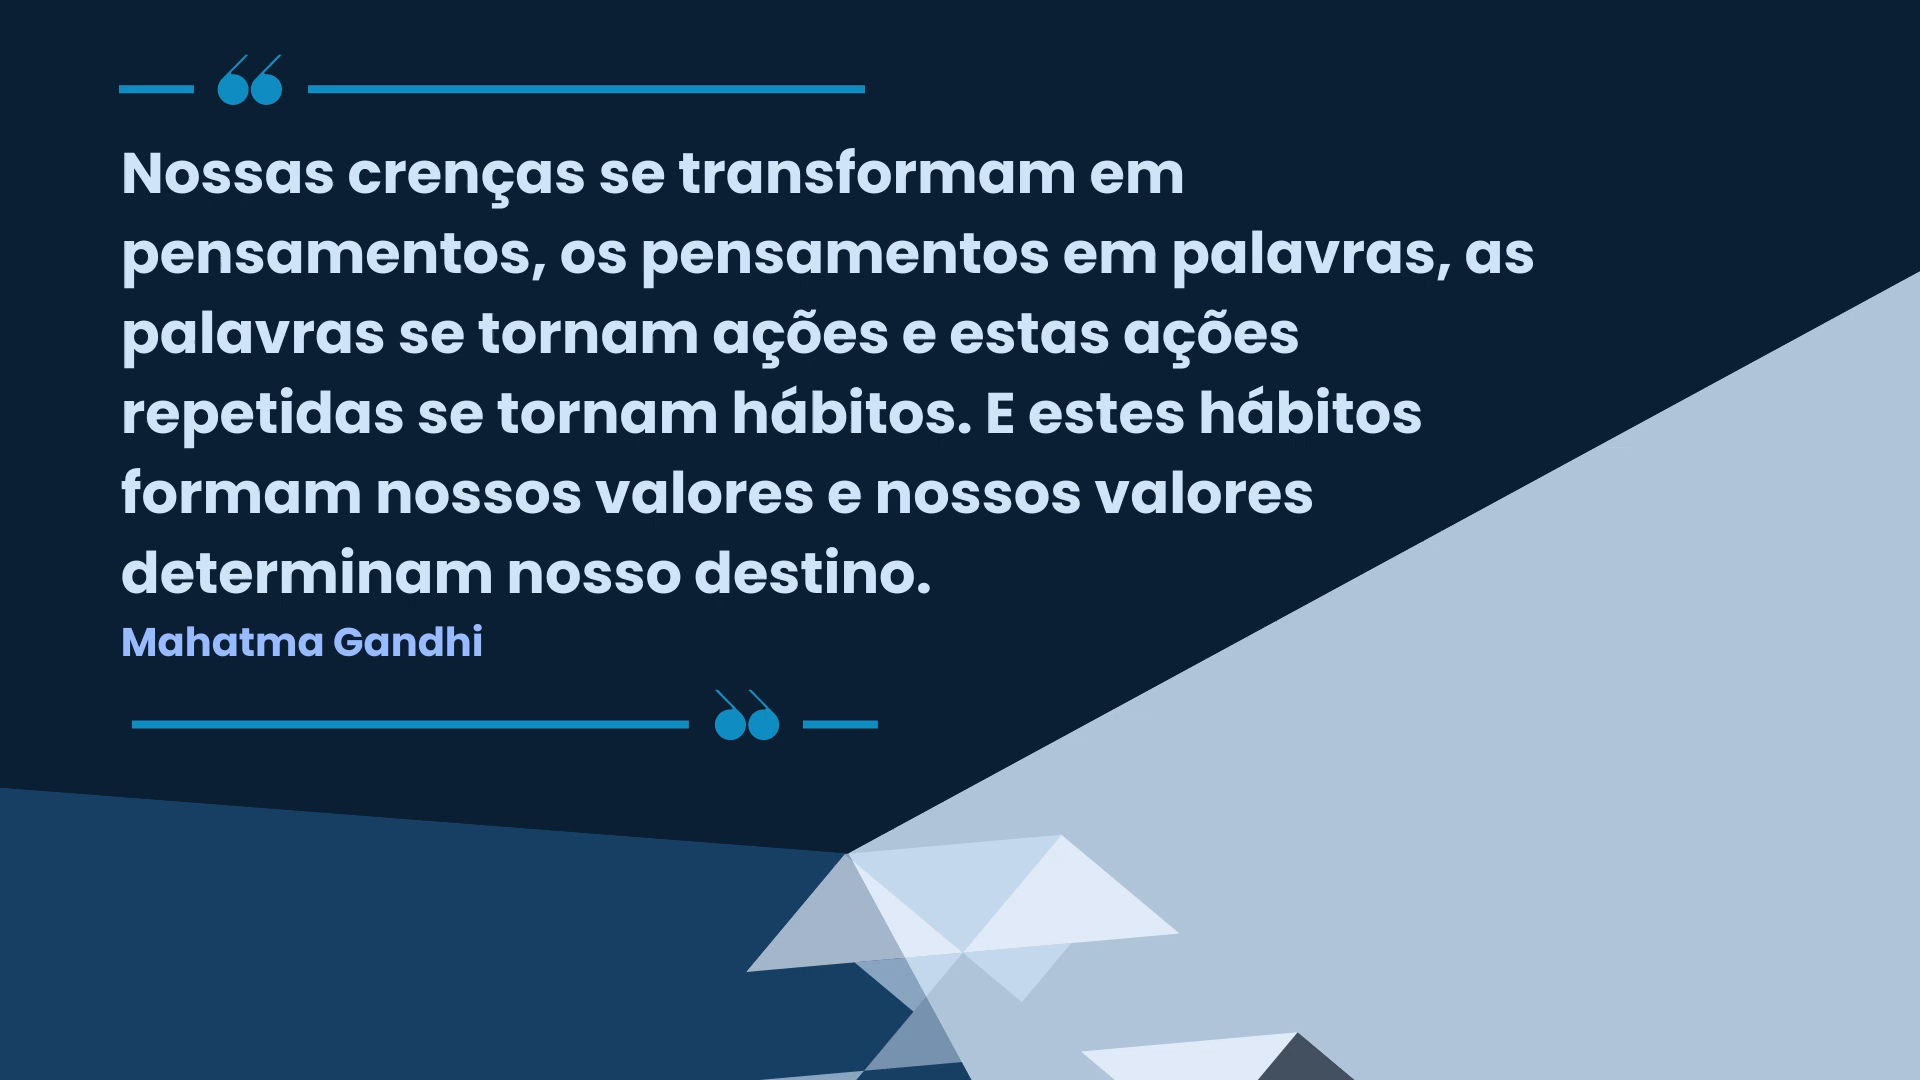 Nossas crenças se transformam em
pensamentos, os pensamentos em palavras, as
palavras se tornam ações e estas ações
repetidas se tornam hábitos. E estes hábitos
formam nossos valores e nossos valores
determinam nosso destino.
Mahatma Gandhi